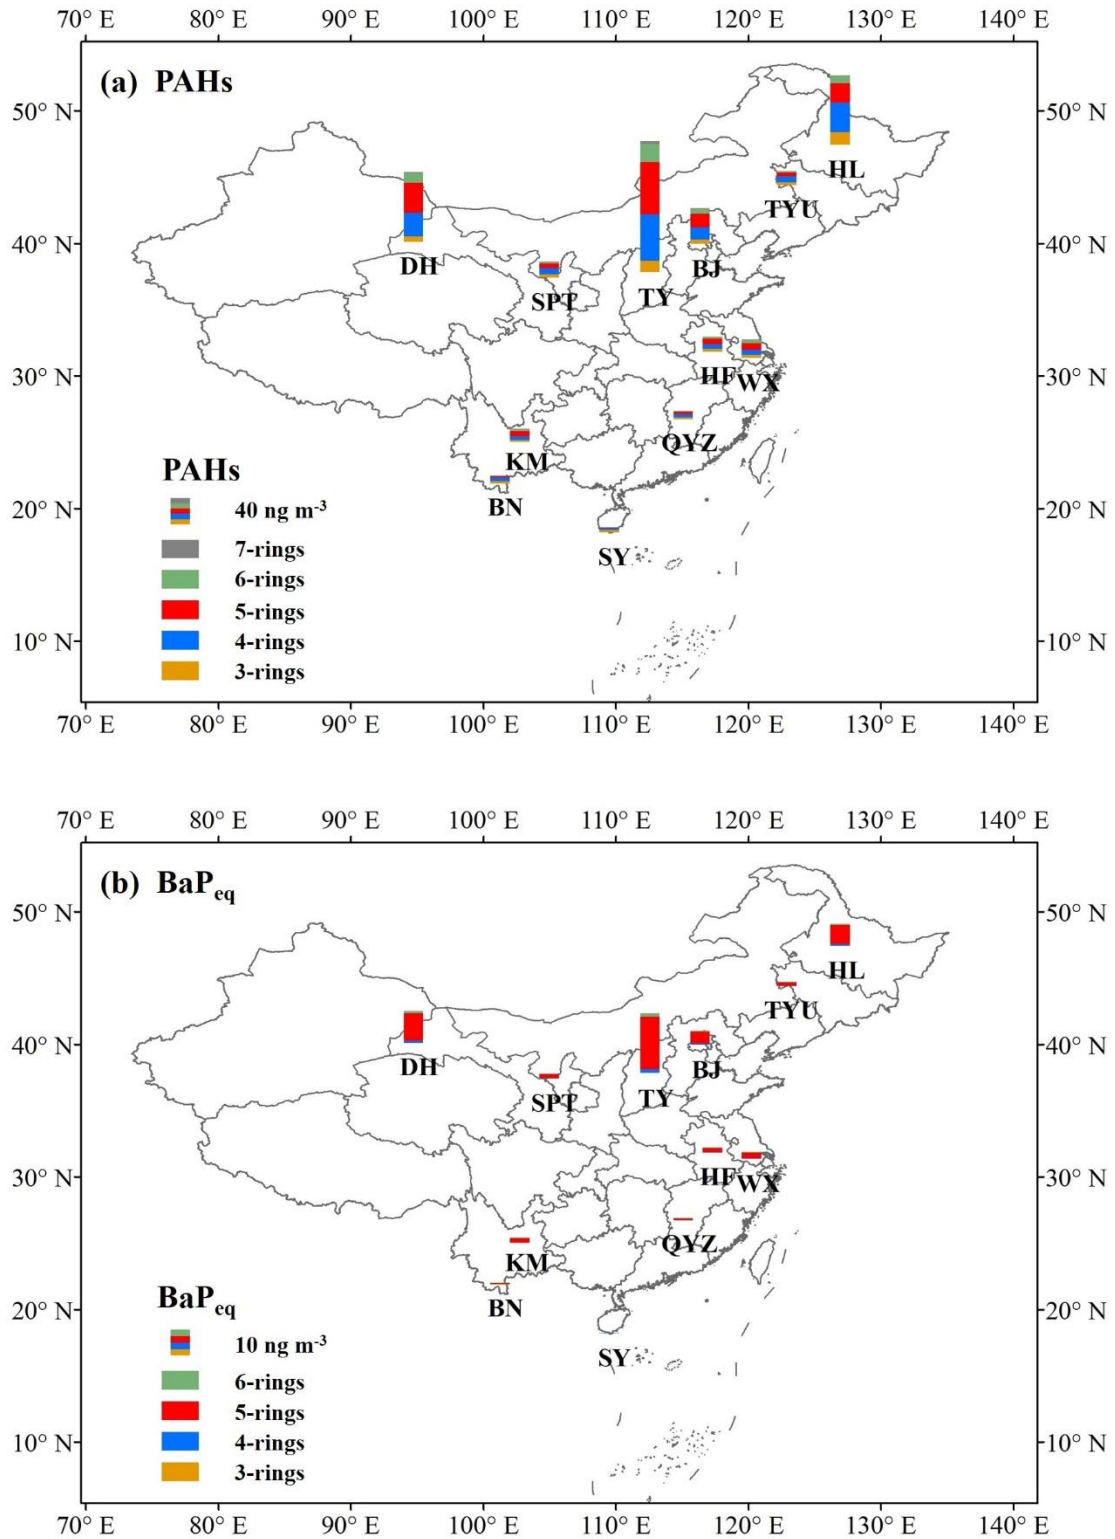 70° E 80° E 90° E 100° E 110° E 120° E 130° E 140° E
(a) PAHs
50° N 50° N
HL
TYU
40° N 40° N
DH BJ
SPT TY
30° N 30° N
HF WX
QYZ
KM
PAHs
BN
20° N 40 ng m⁻³ 20° N
7-rings SY
6-rings
5-rings
10° N 4-rings 10° N
3-rings
70° E 80° E 90° E 100° E 110° E 120° E 130° E 140° E
70° E 80° E 90° E 100° E 110° E 120° E 130° E 140° E
(b) BaPeq
50° N 50° N
HL
TYU
40° N 40° N
DH BJ
SPT TY
30° N 30° N
HF WX
QYZ
KM
BaPeq BN
20° N 20° N
10 ng m⁻³ SY
6-rings
5-rings
10° N 4-rings 10° N
3-rings
70° E 80° E 90° E 100° E 110° E 120° E 130° E 140° E